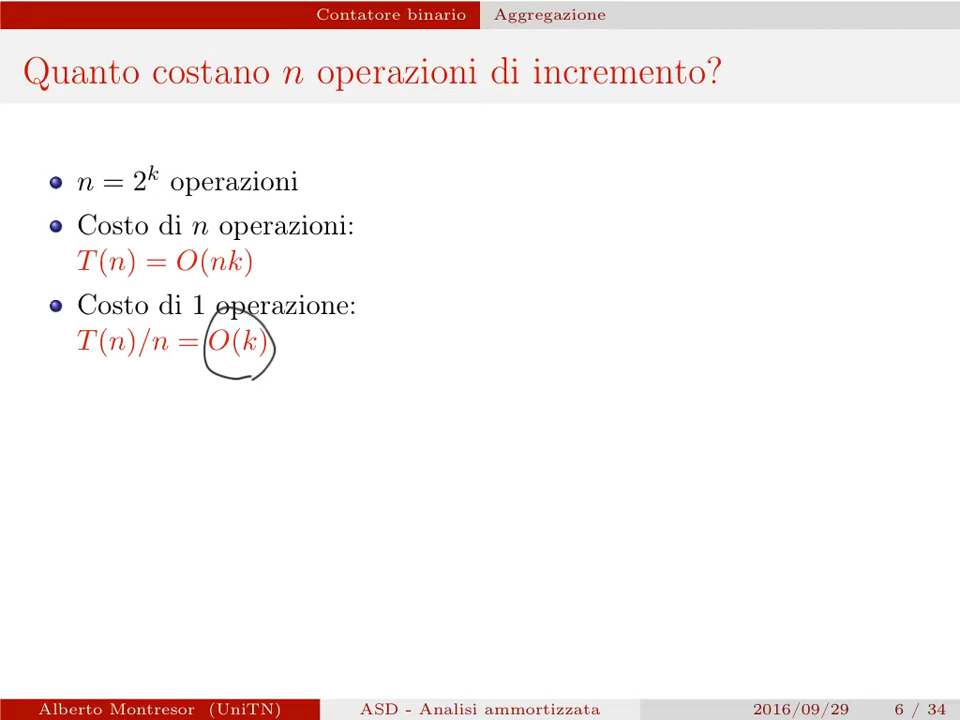 Contatore binario Aggregazione
Quanto costano n operazioni di incremento?
n = 2^k operazioni
Costo di n operazioni:
T(n) = O(nk)
Costo di 1 operazione:
T(n)/n = O(k)
Alberto Montresor (UniTN) ASD - Analisi ammortizzata 2016/09/29 6 / 34